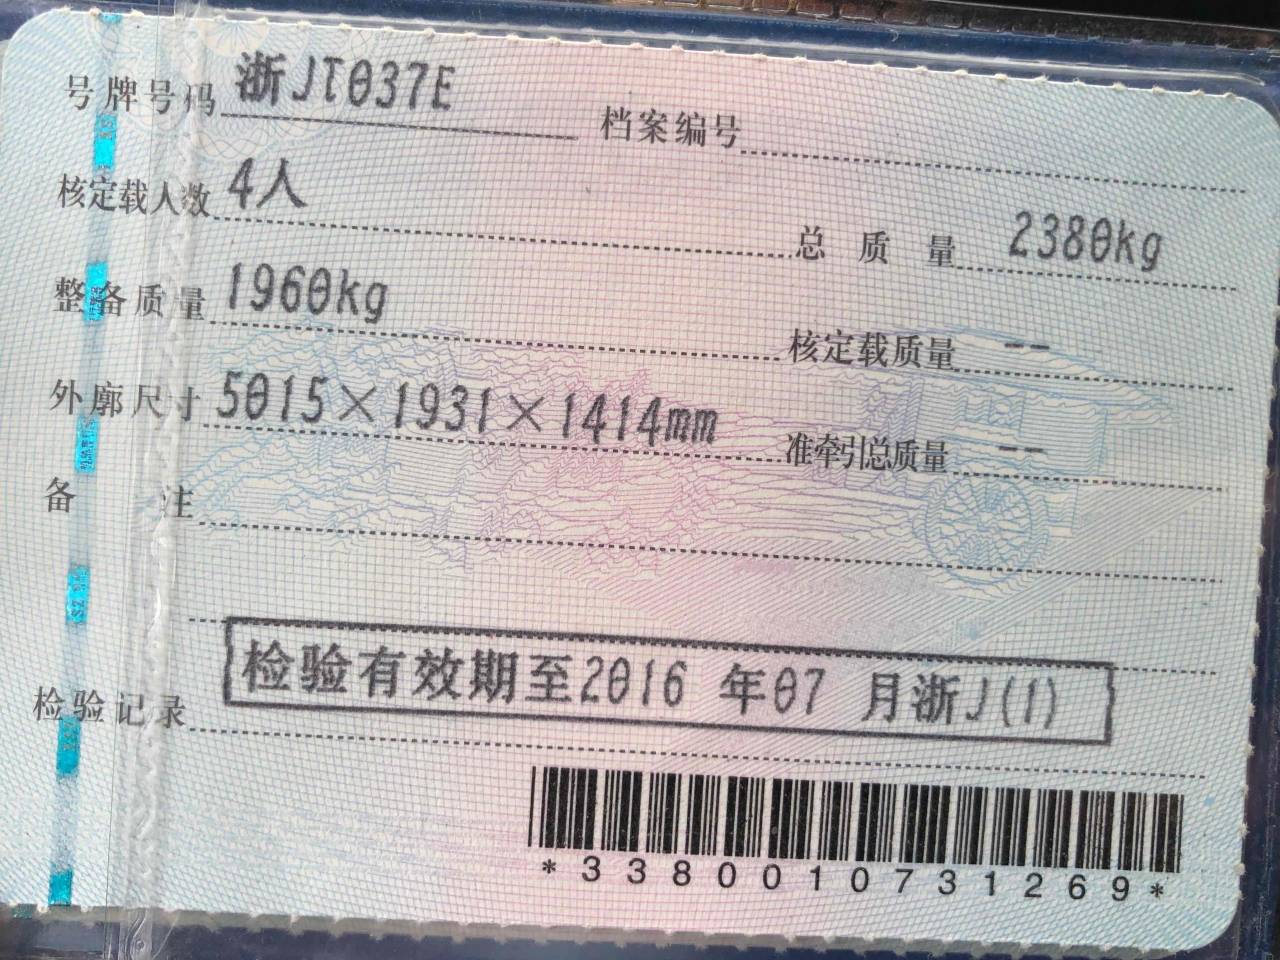 号牌号码 浙JT037E 档案编号
核定载人数 4人 总质量 2380kg
整备质量 1960kg 核定载质量 --
外廓尺寸 5015×1931×1414mm 准牵引总质量 --
备注
检验记录 检验有效期至2016 年07 月浙J(1)
*3380010731269*